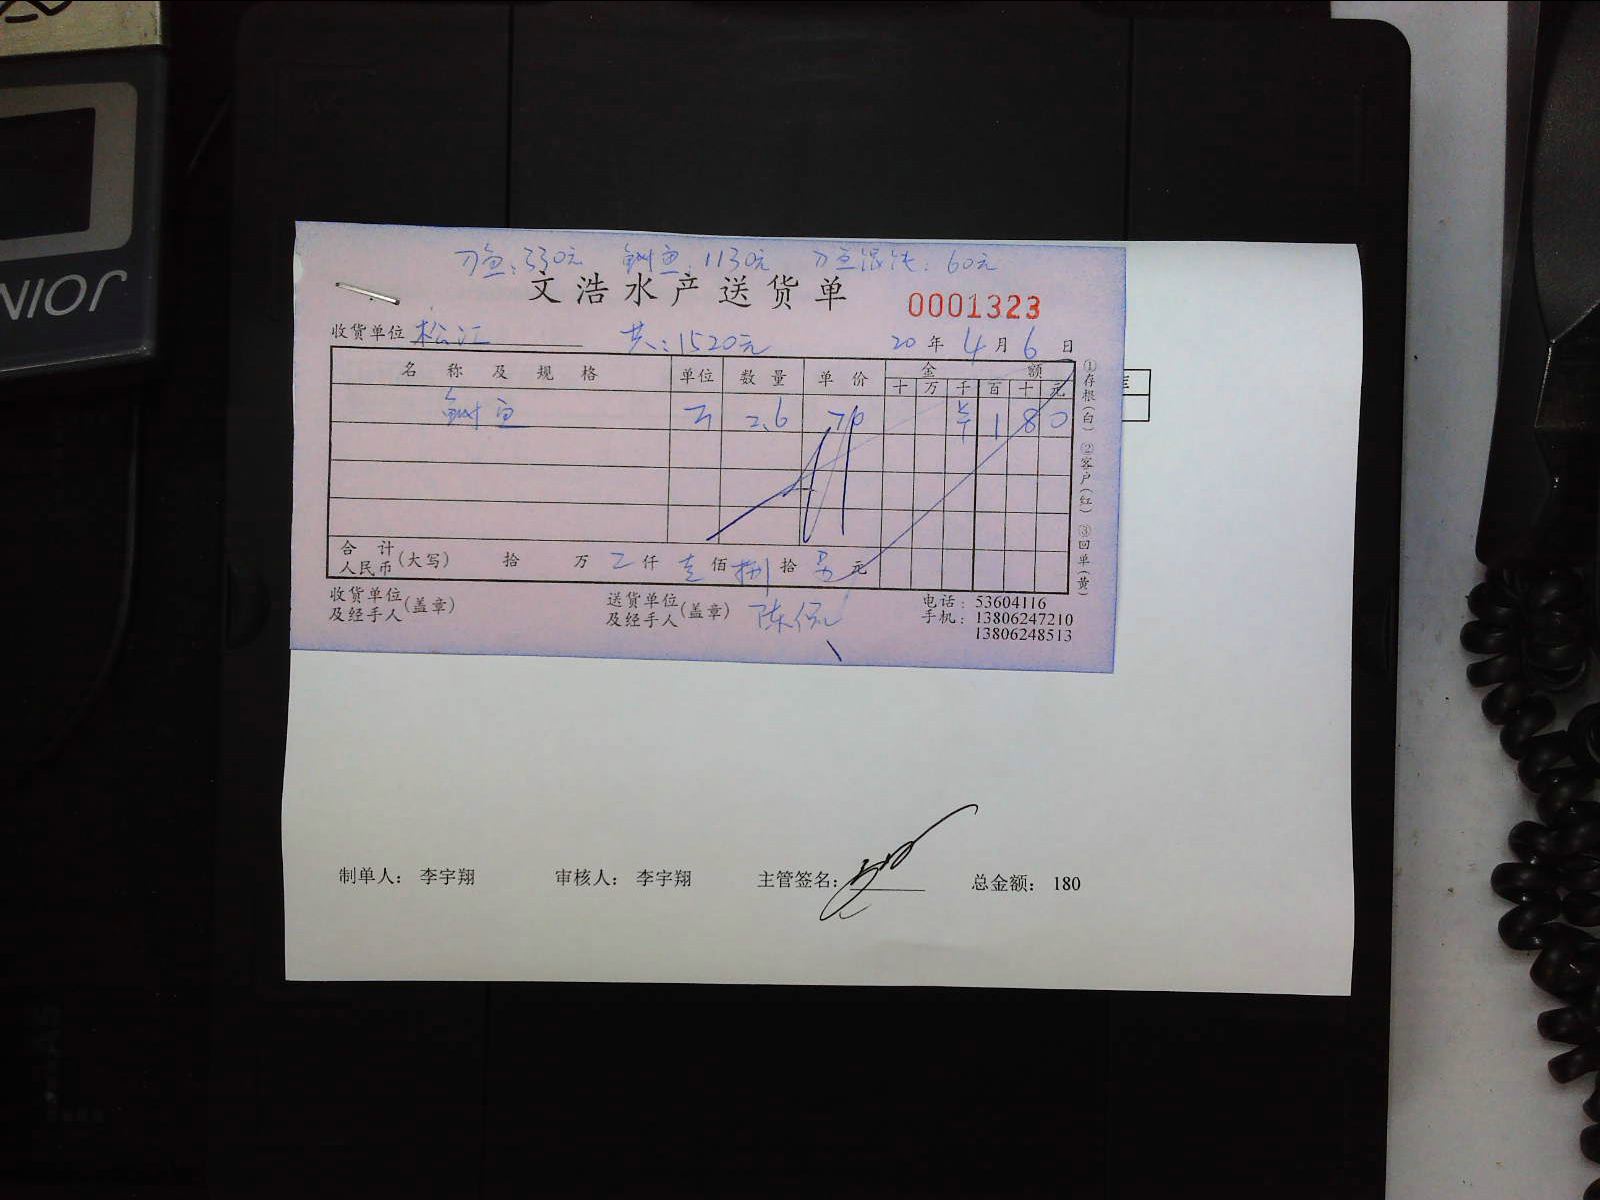 刀鱼:330元 鮰鱼:1130元 刀鱼馄饨:60元
文浩水产送货单 0001323
收货单位 松江 共:1520元 20年4月6日
名称及规格 单位 数量 单价 金额
十 万 千 百 十 元
鮰鱼 斤 2.6 70 ¥ 1 8 0
合计
人民币(大写) 拾 万 仟 壹佰 捌拾 元
收货单位
及经手人(盖章)
送货单位
及经手人(盖章) 陈
电话:53604116
手机:13806247210
13806248513
①存根(白) ②客户(红) ③回单(黄)
制单人: 李宇翔 审核人: 李宇翔 主管签名: 总金额: 180
JOINI